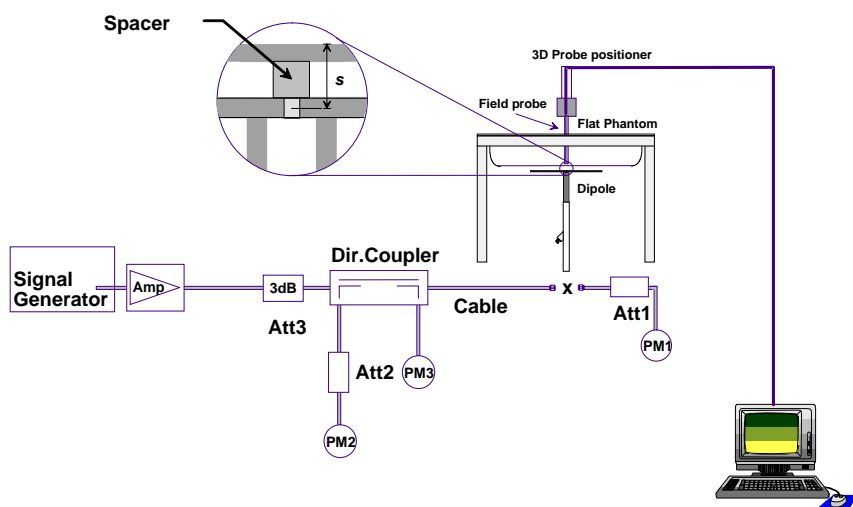 Spacer
s
3D Probe positioner
Field probe
Flat Phantom
Dipole
Signal
Generator
Amp
3dB
Att3
Dir.Coupler
Cable
x
Att1
PM1
Att2
PM3
PM2